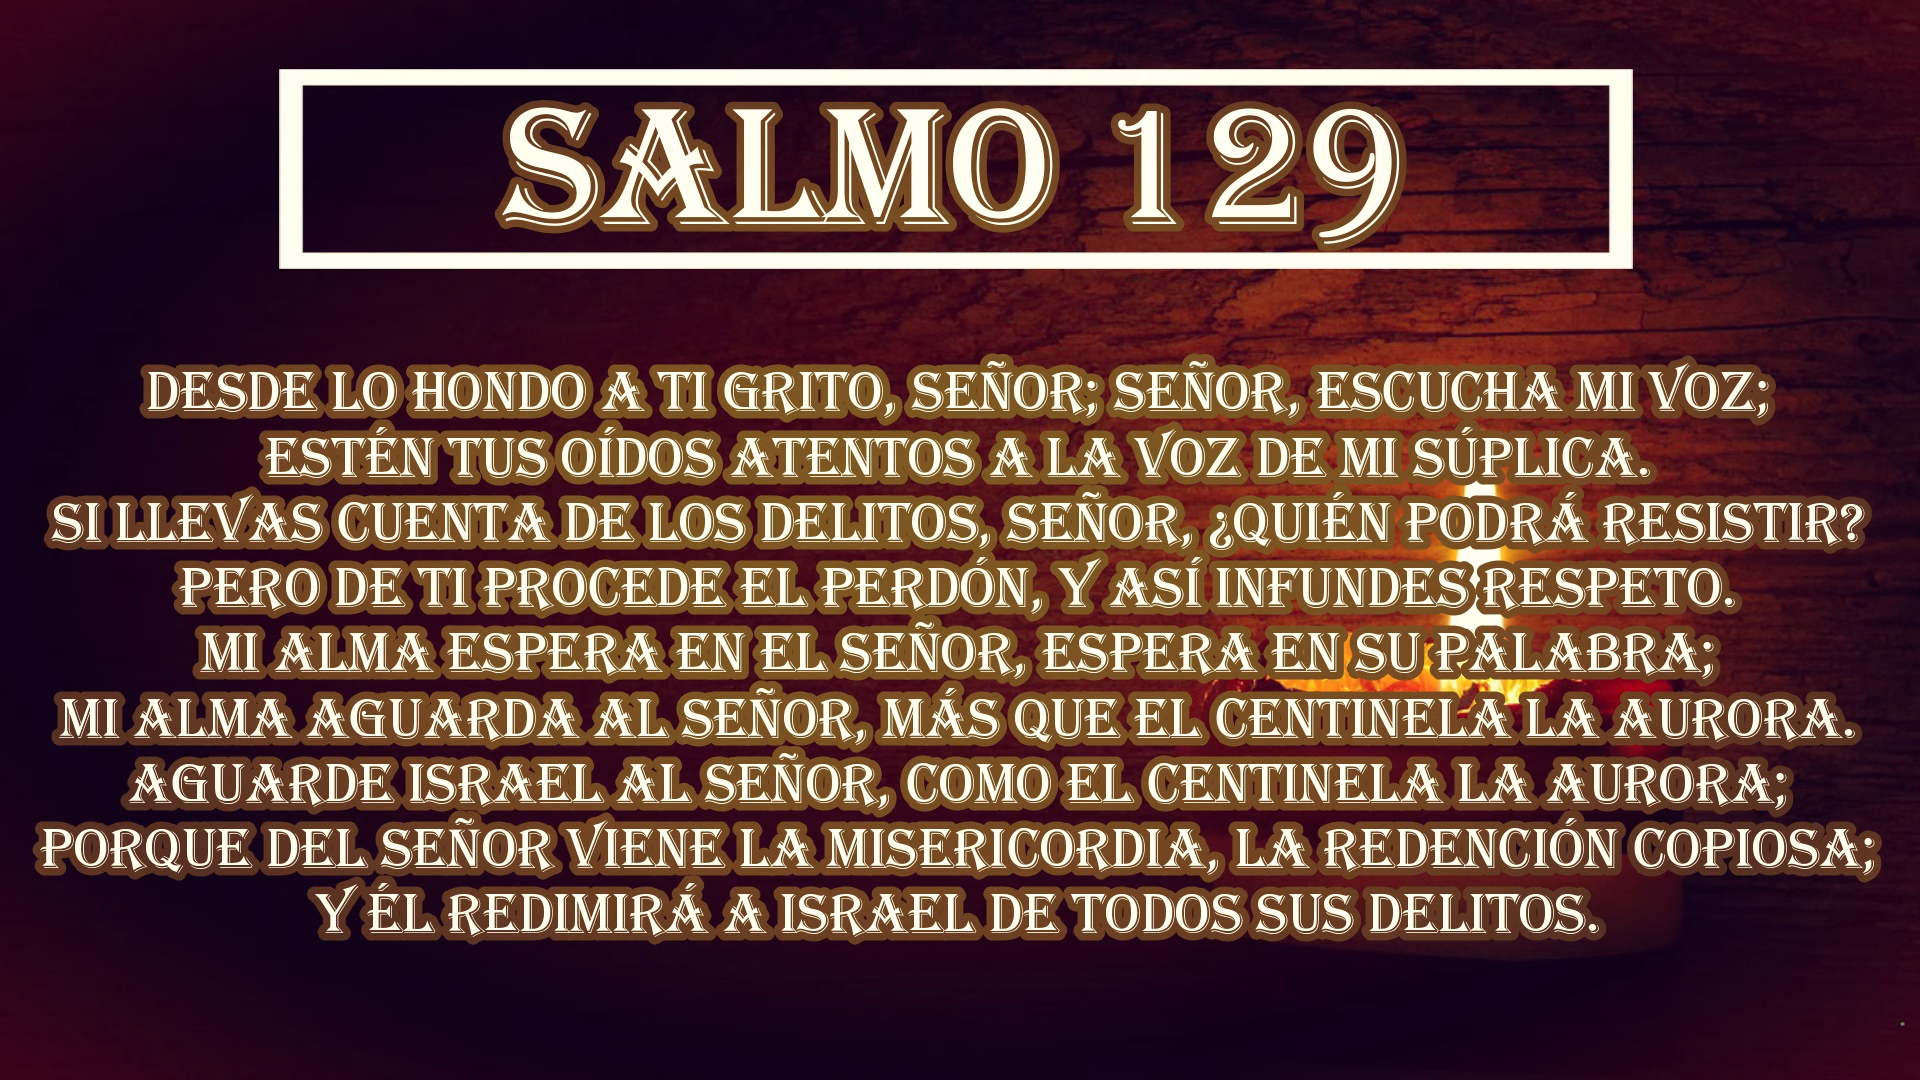 SALMO 129
DESDE LO HONDO A TI GRITO, SEÑOR; SEÑOR, ESCUCHA MI VOZ;
ESTÉN TUS OÍDOS ATENTOS A LA VOZ DE MI SÚPLICA.
SI LLEVAS CUENTA DE LOS DELITOS, SEÑOR, ¿QUIÉN PODRÁ RESISTIR?
PERO DE TI PROCEDE EL PERDÓN, Y ASÍ INFUNDES RESPETO.
MI ALMA ESPERA EN EL SEÑOR, ESPERA EN SU PALABRA;
MI ALMA AGUARDA AL SEÑOR, MÁS QUE EL CENTINELA LA AURORA.
AGUARDE ISRAEL AL SEÑOR, COMO EL CENTINELA LA AURORA;
PORQUE DEL SEÑOR VIENE LA MISERICORDIA, LA REDENCIÓN COPIOSA;
Y ÉL REDIMIRÁ A ISRAEL DE TODOS SUS DELITOS.